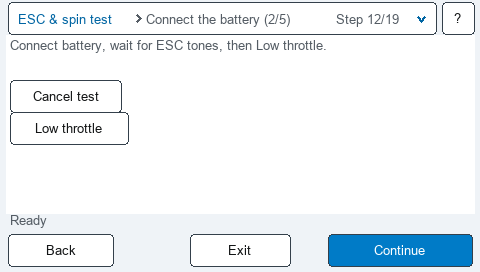 ESC & spin test > Connect the battery (2/5) Step 12/19 ?
Connect battery, wait for ESC tones, then Low throttle.
Cancel test
Low throttle
Ready
Back Exit Continue